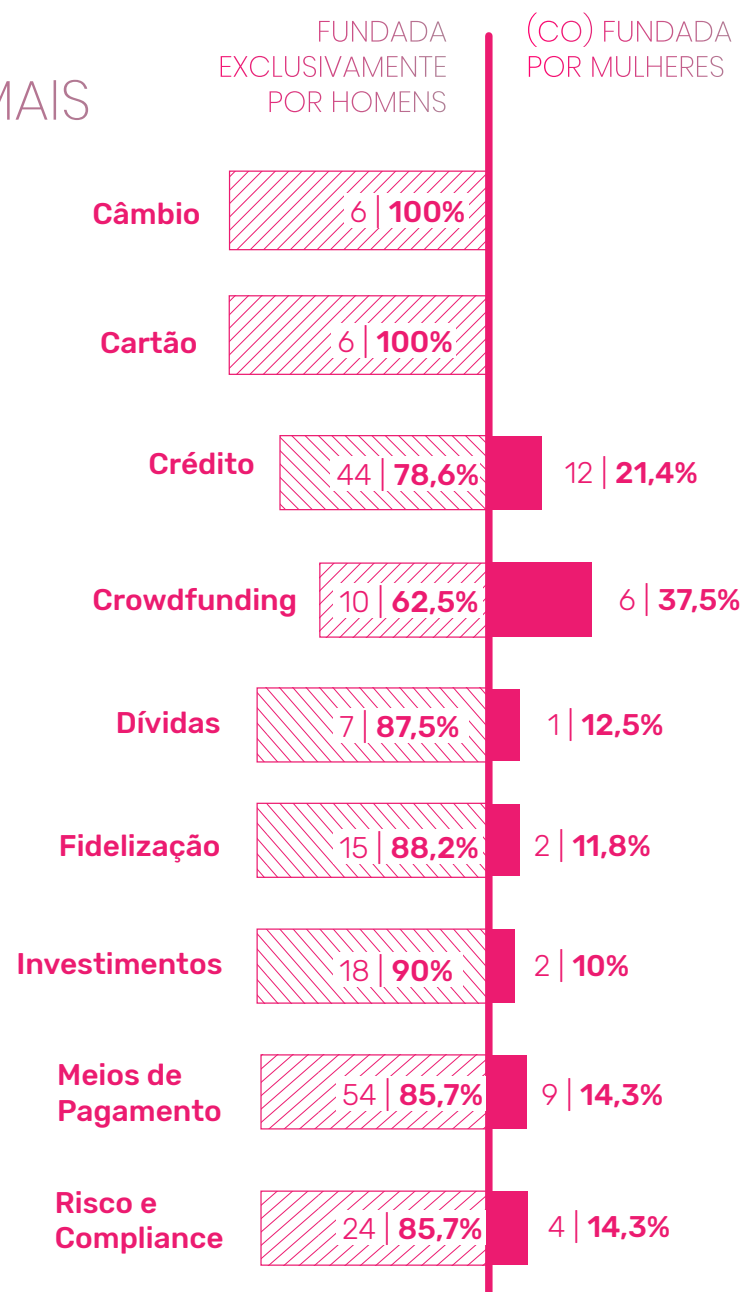 FUNDADA
EXCLUSIVAMENTE
POR HOMENS
(CO) FUNDADA
POR MULHERES
MAIS
Câmbio
6 | 100%
Cartão
6 | 100%
Crédito
44 | 78,6%
12 | 21,4%
Crowdfunding
10 | 62,5%
6 | 37,5%
Dívidas
7 | 87,5%
1 | 12,5%
Fidelização
15 | 88,2%
2 | 11,8%
Investimentos
18 | 90%
2 | 10%
Meios de
Pagamento
54 | 85,7%
9 | 14,3%
Risco e
Compliance
24 | 85,7%
4 | 14,3%